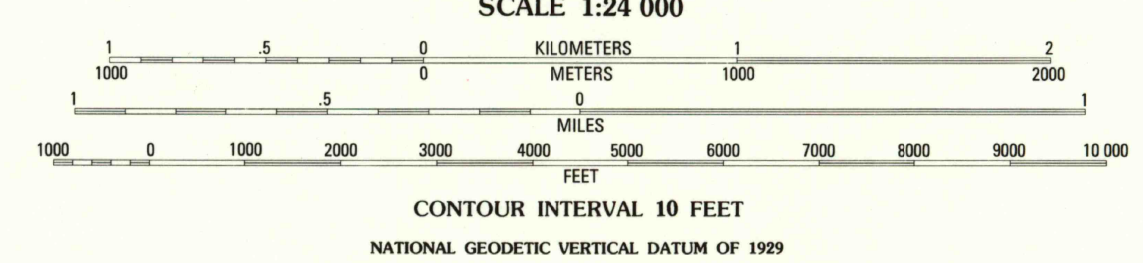 SCALE 1:24 000
1 .5 0 KILOMETERS 1 2
1000 0 METERS 1000 2000
1 .5 0 1
MILES
1000 0 1000 2000 3000 4000 5000 6000 7000 8000 9000 10 000
FEET
CONTOUR INTERVAL 10 FEET
NATIONAL GEODETIC VERTICAL DATUM OF 1929